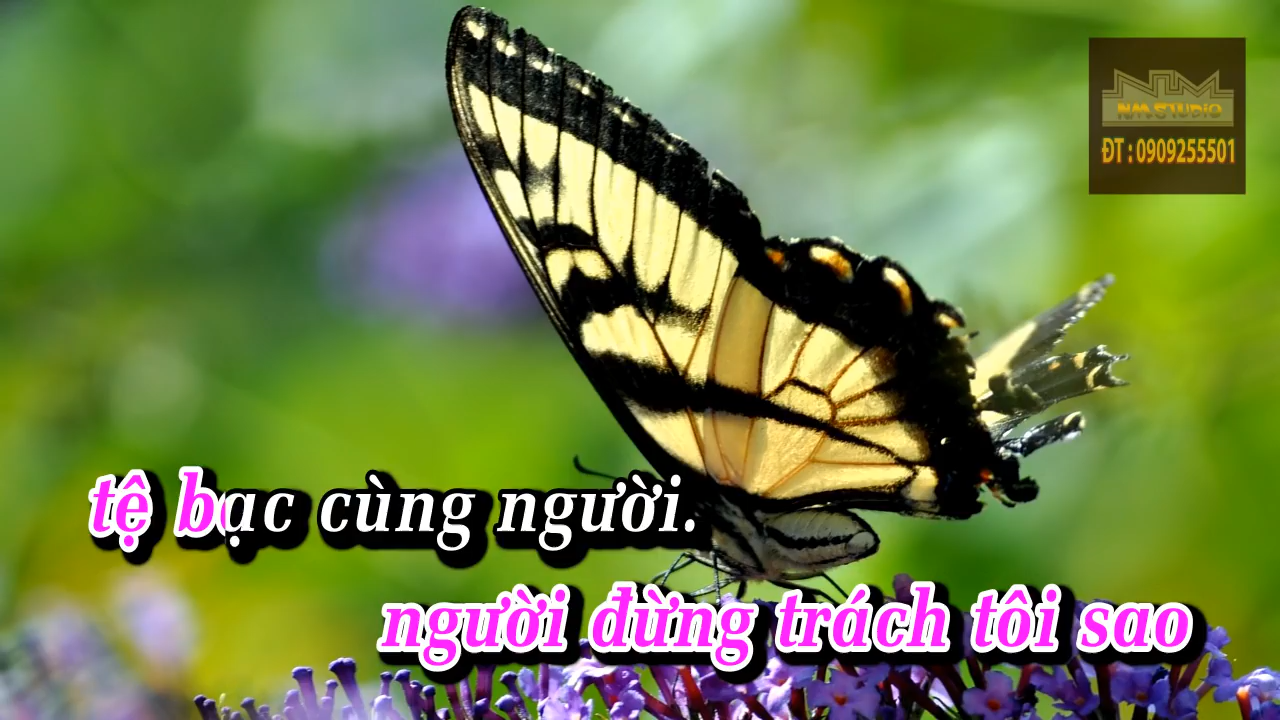 NM STUDIO
ĐT : 0909255501
tệ bạc cùng người.
người đừng trách tôi sao